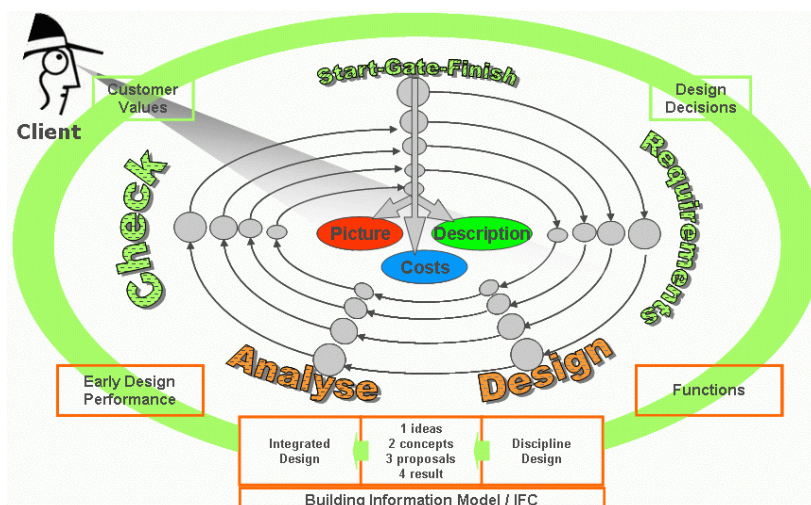 Start-Gate-Finish
Customer
Values
Design
Decisions
Client
Check
Requirements
Picture
Description
Costs
Analyse
Design
Early Design
Performance
Functions
Integrated
Design
1 ideas
2 concepts
3 proposals
4 result
Discipline
Design
Building Information Model / IFC